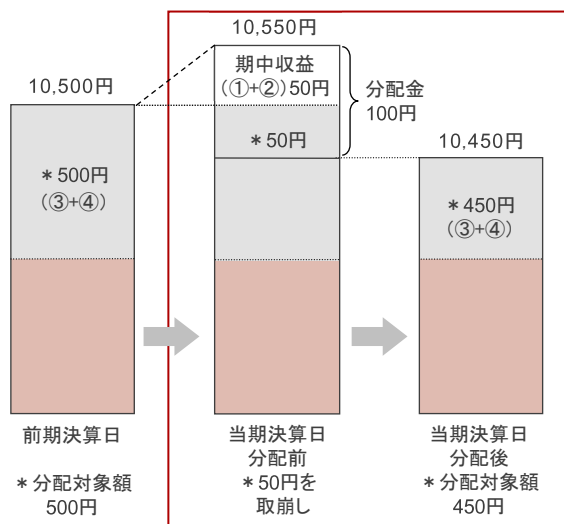 10,500円
＊500円
(③+④)
前期決算日
＊分配対象額
500円
10,550円
期中収益
(①+②)50円
＊50円
分配金
100円
当期決算日
分配前
＊50円を
取崩し
10,450円
＊450円
(③+④)
当期決算日
分配後
＊分配対象額
450円